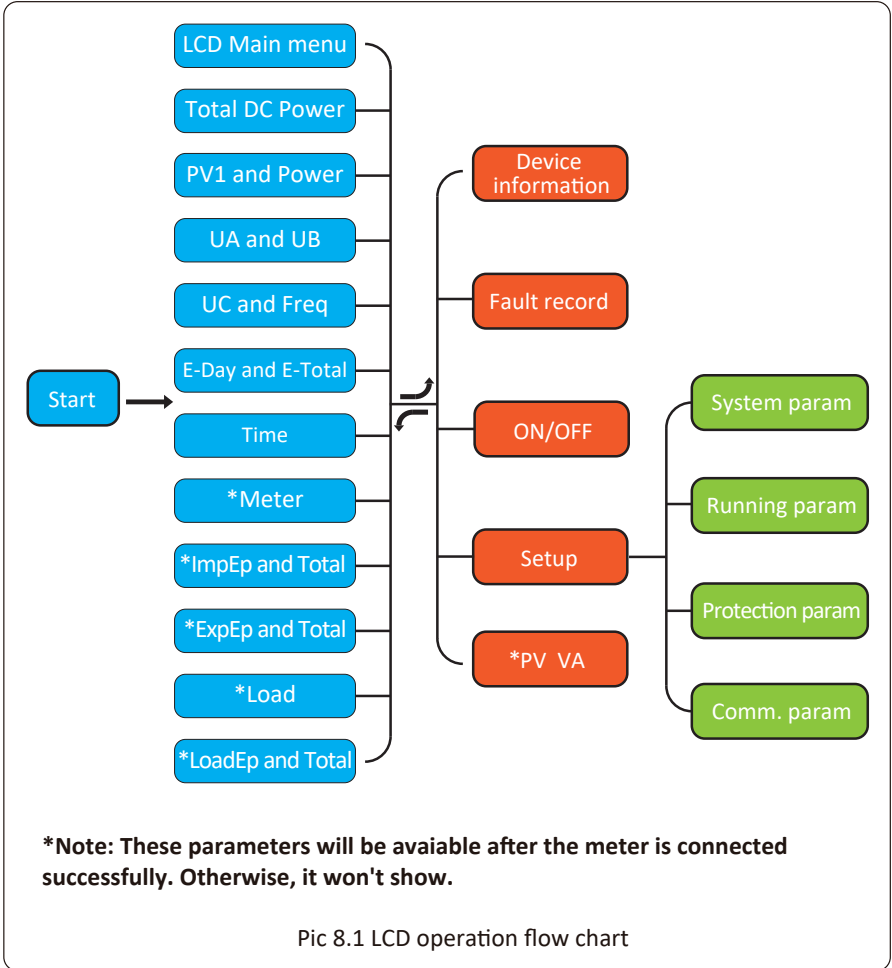 LCD Main menu
Total DC Power
PV1 and Power
UA and UB
UC and Freq
E-Day and E-Total
Time
*Meter
*ImpEp and Total
*ExpEp and Total
*Load
*LoadEp and Total
Start
Device
information
Fault record
ON/OFF
Setup
*PV VA
System param
Running param
Protection param
Comm. param
*Note: These parameters will be avaiable after the meter is connected
successfully. Otherwise, it won't show.
Pic 8.1 LCD operation flow chart